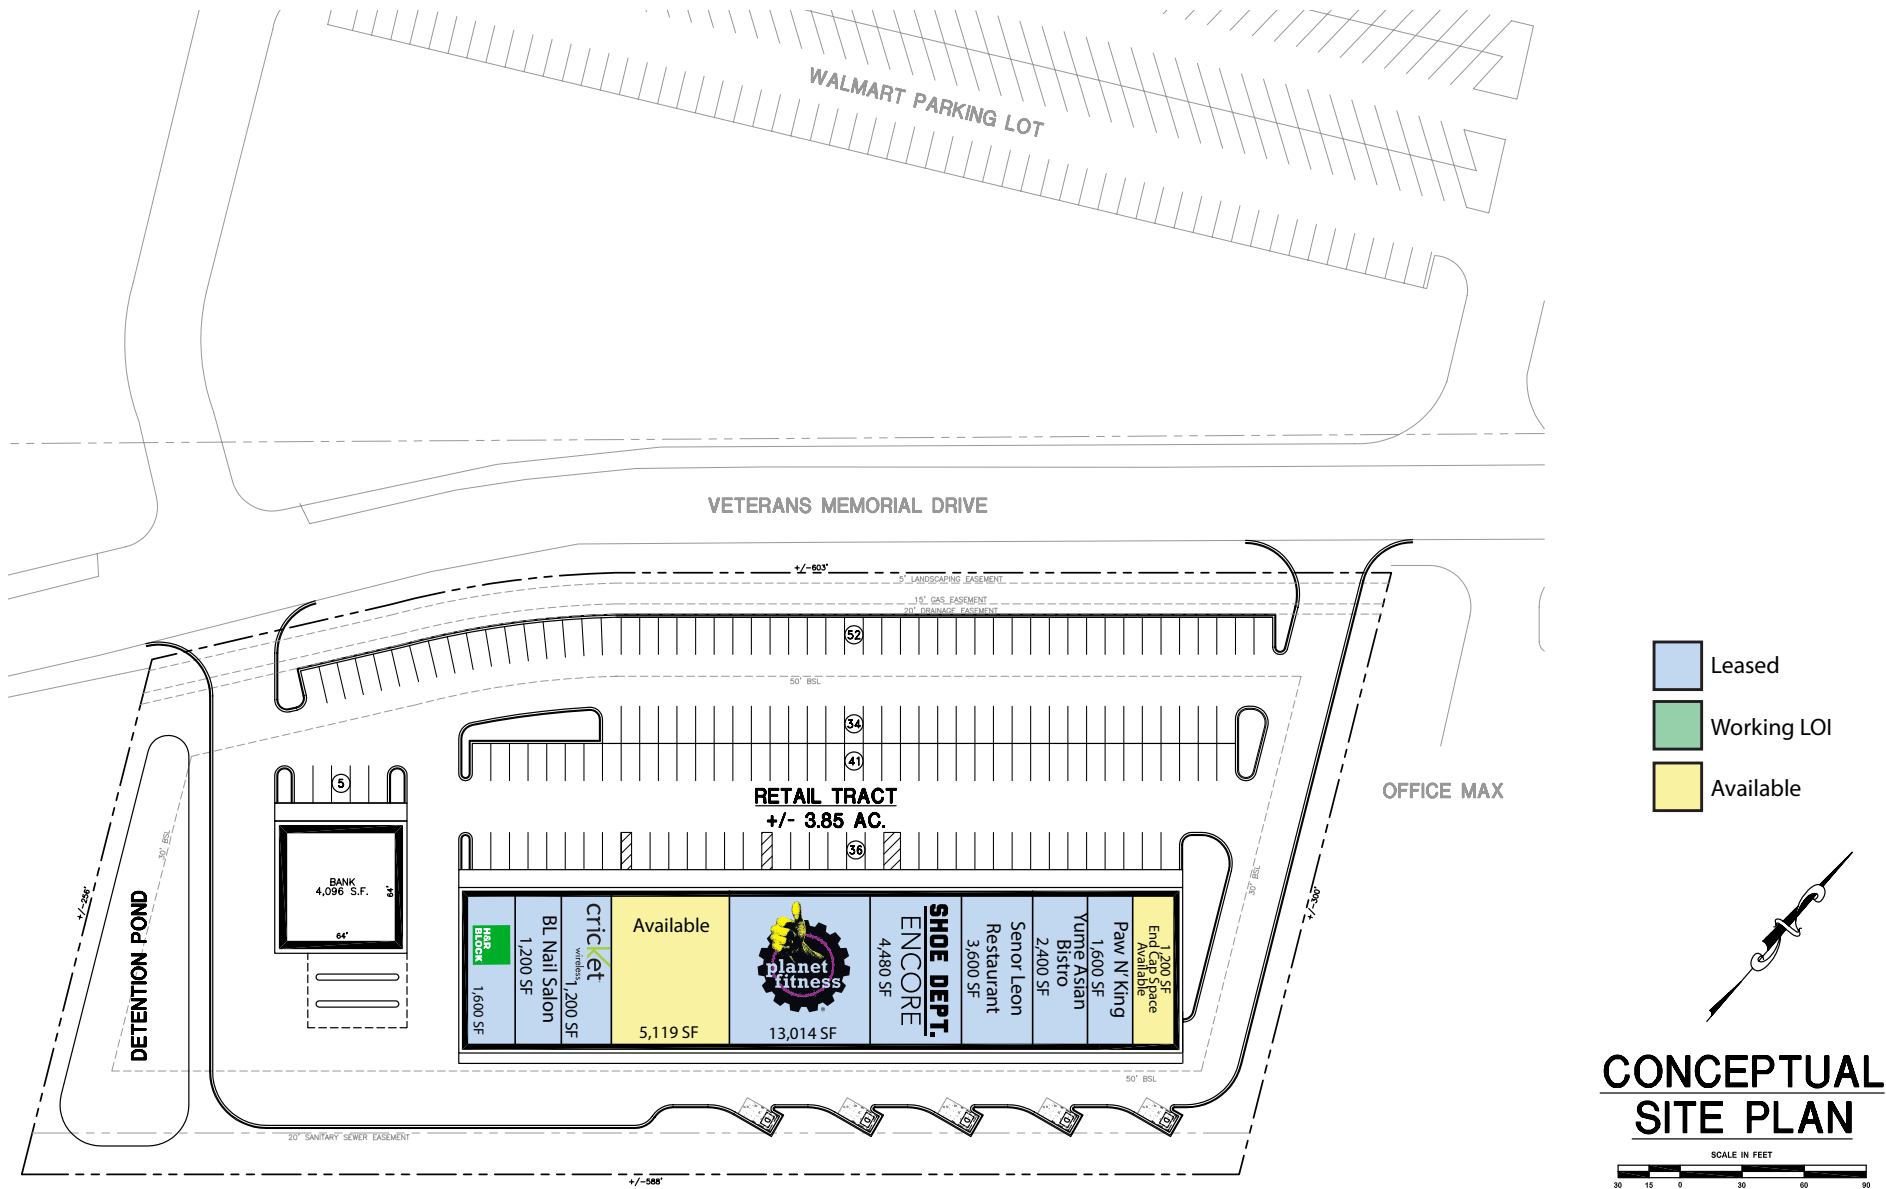 WALMART PARKING LOT
VETERANS MEMORIAL DRIVE
+/-603'
5' LANDSCAPING EASEMENT
15' GAS EASEMENT
20' DRAINAGE EASEMENT
52
50' BSL
34
41
5
RETAIL TRACT
+/- 3.85 AC.
36
OFFICE MAX
Leased
Working LOI
Available
30' BSL
+/-256'
DETENTION POND
BANK
4,096 S.F.
64'
64'
H&R
BLOCK
1,600 SF
BL Nail Salon
1,200 SF
cricket
wireless
1,200 SF
Available
5,119 SF
planet
fitness
13,014 SF
SHOE DEPT.
ENCORE
4,480 SF
Senor Leon
Restaurant
3,600 SF
Yume Asian
Bistro
2,400 SF
Paw N' King
1,600 SF
1,200 SF
End Cap Space
Available
30' BSL
+/-300'
50' BSL
20' SANITARY SEWER EASEMENT
+/-588'
CONCEPTUAL
SITE PLAN
SCALE IN FEET
30 15 0 30 60 90